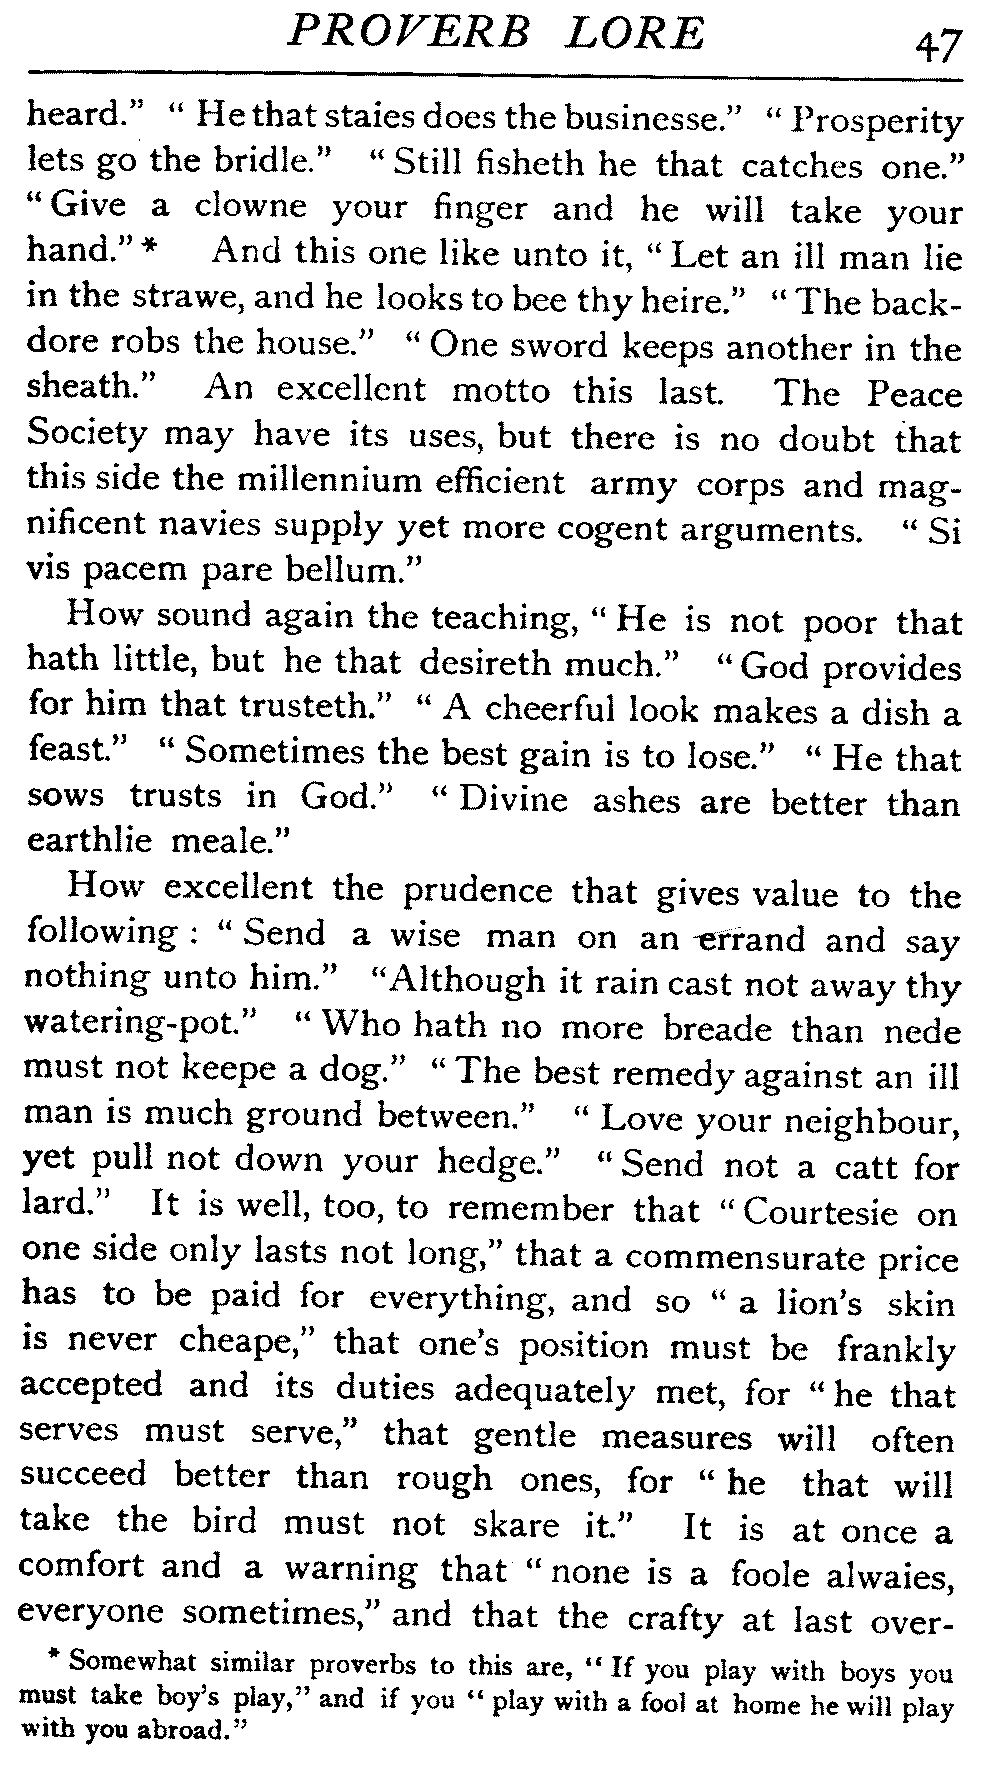 PROVERB LORE 47
heard." "He that staies does the businesse." "Prosperity
lets go the bridle." "Still fisheth he that catches one."
"Give a clowne your finger and he will take your
hand."* And this one like unto it, "Let an ill man lie
in the strawe, and he looks to bee thy heire." "The back-
dore robs the house." "One sword keeps another in the
sheath." An excellent motto this last. The Peace
Society may have its uses, but there is no doubt that
this side the millennium efficient army corps and mag-
nificent navies supply yet more cogent arguments. "Si
vis pacem pare bellum."
How sound again the teaching, "He is not poor that
hath little, but he that desireth much." "God provides
for him that trusteth." "A cheerful look makes a dish a
feast." "Sometimes the best gain is to lose." "He that
sows trusts in God." "Divine ashes are better than
earthlie meale."
How excellent the prudence that gives value to the
following : "Send a wise man on an errand and say
nothing unto him." "Although it rain cast not away thy
watering-pot." "Who hath no more breade than nede
must not keepe a dog." "The best remedy against an ill
man is much ground between." "Love your neighbour,
yet pull not down your hedge." "Send not a catt for
lard." It is well, too, to remember that "Courtesie on
one side only lasts not long," that a commensurate price
has to be paid for everything, and so "a lion's skin
is never cheape," that one's position must be frankly
accepted and its duties adequately met, for "he that
serves must serve," that gentle measures will often
succeed better than rough ones, for "he that will
take the bird must not skare it." It is at once a
comfort and a warning that "none is a foole alwaies,
everyone sometimes," and that the crafty at last over-
* Somewhat similar proverbs to this are, "If you play with boys you
must take boy's play," and if you "play with a fool at home he will play
with you abroad."